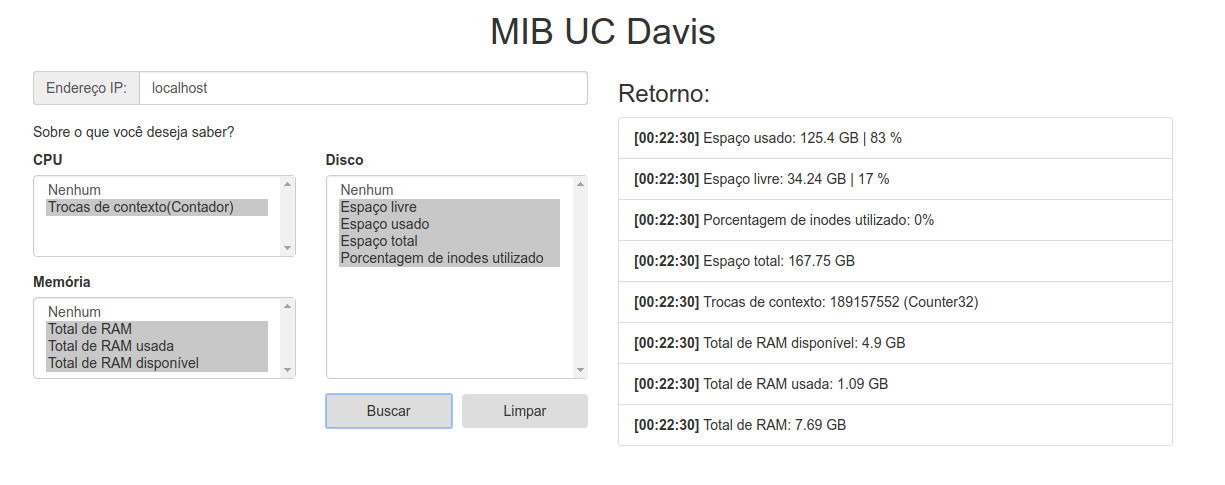 MIB UC Davis
Endereço IP: localhost
Sobre o que você deseja saber?
CPU
Nenhum
Trocas de contexto(Contador)
Memória
Nenhum
Total de RAM
Total de RAM usada
Total de RAM disponível
Disco
Nenhum
Espaço livre
Espaço usado
Espaço total
Porcentagem de inodes utilizado
Buscar
Limpar
Retorno:
[00:22:30] Espaço usado: 125.4 GB | 83 %
[00:22:30] Espaço livre: 34.24 GB | 17 %
[00:22:30] Porcentagem de inodes utilizado: 0%
[00:22:30] Espaço total: 167.75 GB
[00:22:30] Trocas de contexto: 189157552 (Counter32)
[00:22:30] Total de RAM disponível: 4.9 GB
[00:22:30] Total de RAM usada: 1.09 GB
[00:22:30] Total de RAM: 7.69 GB